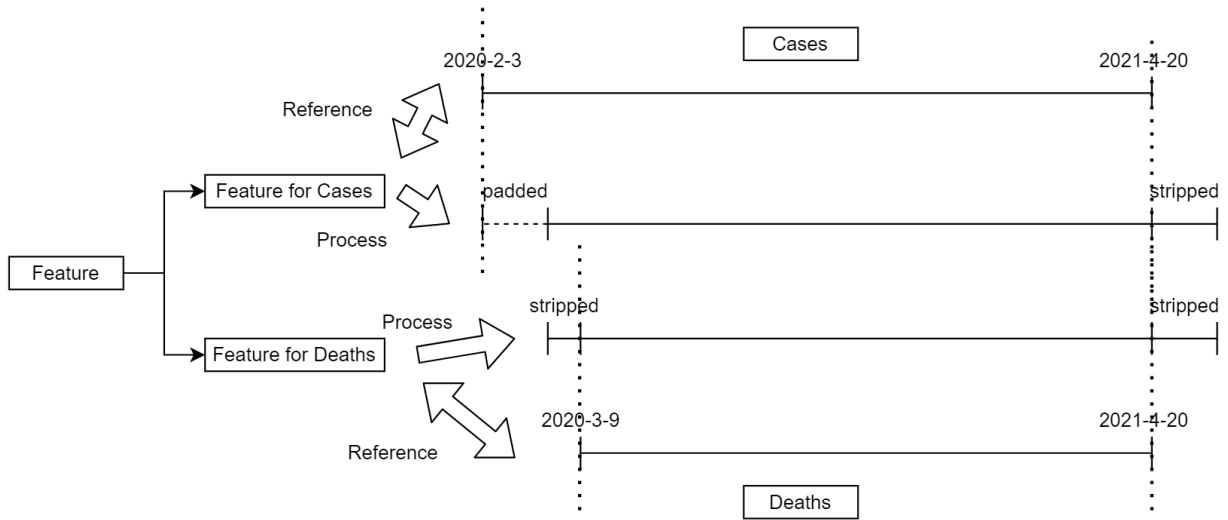 Cases
2020-2-3
2021-4-20
Reference
Feature for Cases
padded
stripped
Process
Feature
stripped
stripped
Process
Feature for Deaths
2020-3-9
2021-4-20
Reference
Deaths